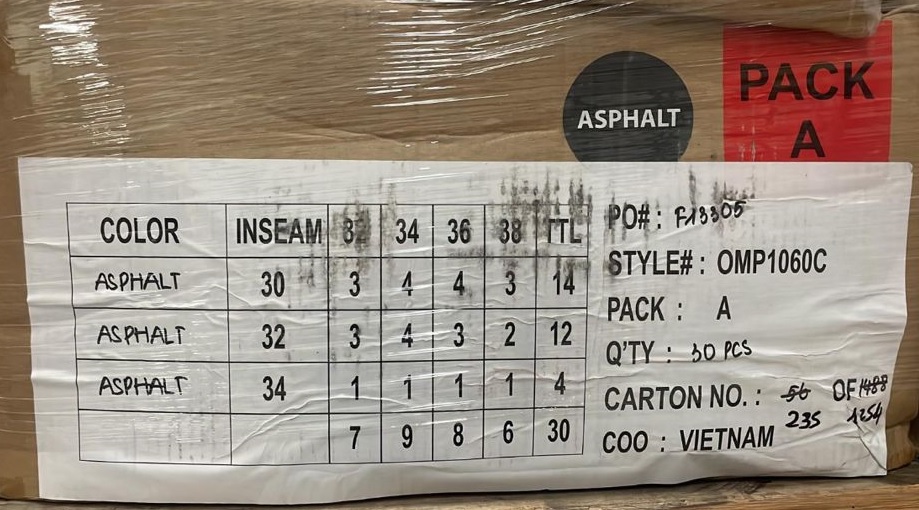 PACK
A
ASPHALT
COLOR INSEAM 32 34 36 38 TTL
ASPHALT 30 3 4 4 3 14
ASPHALT 32 3 4 3 2 12
ASPHALT 34 1 1 1 1 4
7 9 8 6 30
PO# : F13305
STYLE# : OMP1060C
PACK : A
Q'TY : 30 PCS
CARTON NO. : 56 OF 1488
235 1254
COO : VIETNAM